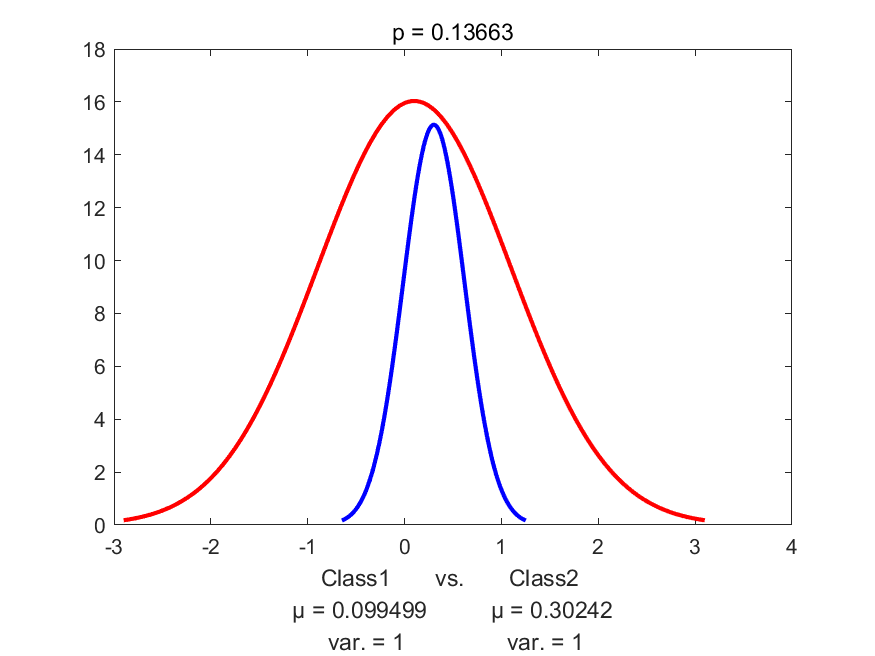 p = 0.13663
18
16
14
12
10
8
6
4
2
0
-3 -2 -1 0 1 2 3 4
Class1 vs. Class2
μ = 0.099499 μ = 0.30242
var. = 1 var. = 1